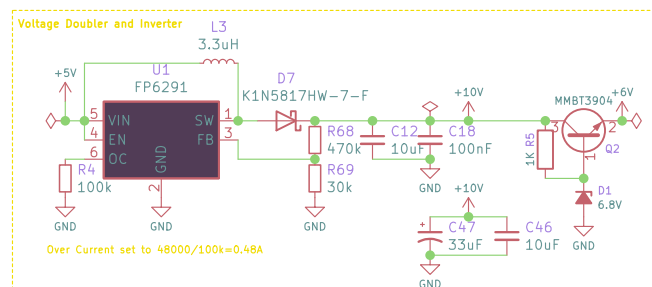 Voltage Doubler and Inverter
L3
3.3uH
+5V
U1
FP6291
D7
K1N5817HW-7-F
+10V
MMBT3904
+6V
5
VIN
SW
1
4
EN
FB
3
6
OC
GND
2
R4
100k
R68
470k
R69
30k
C12
10uF
C18
100nF
R5
1K
3
2
1
Q2
D1
6.8V
GND
GND
GND
GND
GND
+10V
+
C47
33uF
C46
10uF
GND
Over Current set to 48000/100k=0.48A